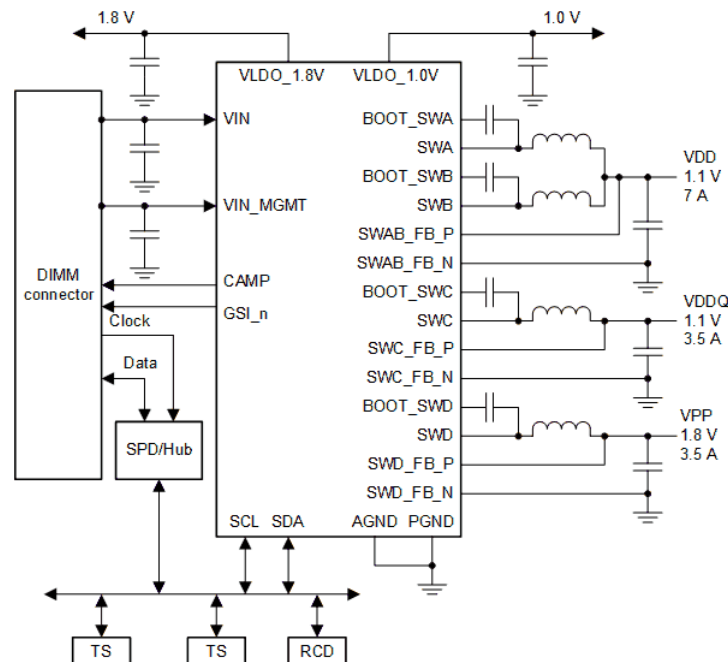 1.8 V
1.0 V
VLDO_1.8V
VLDO_1.0V
VIN
BOOT_SWA
SWA
VDD
1.1 V
7 A
BOOT_SWB
SWB
VIN_MGMT
SWAB_FB_P
SWAB_FB_N
DIMM
connector
CAMP
GSI_n
BOOT_SWC
SWC
VDDQ
1.1 V
3.5 A
Clock
SWC_FB_P
Data
SWC_FB_N
BOOT_SWD
SWD
VPP
1.8 V
3.5 A
SPD/Hub
SWD_FB_P
SWD_FB_N
SCL
SDA
AGND
PGND
TS
TS
RCD